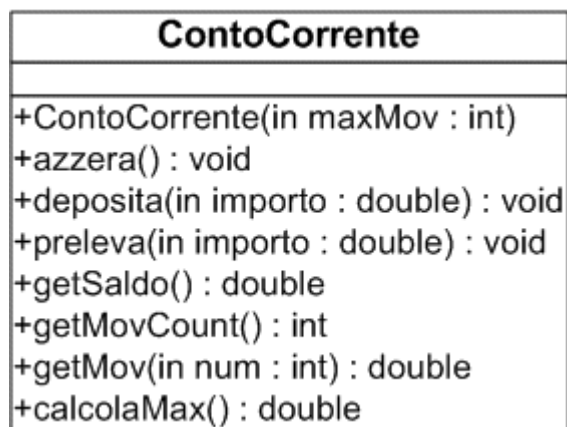 ContoCorrente
+ContoCorrente(in maxMov : int)
+azzera() : void
+deposita(in importo : double) : void
+preleva(in importo : double) : void
+getSaldo() : double
+getMovCount() : int
+getMov(in num : int) : double
+calcolaMax() : double